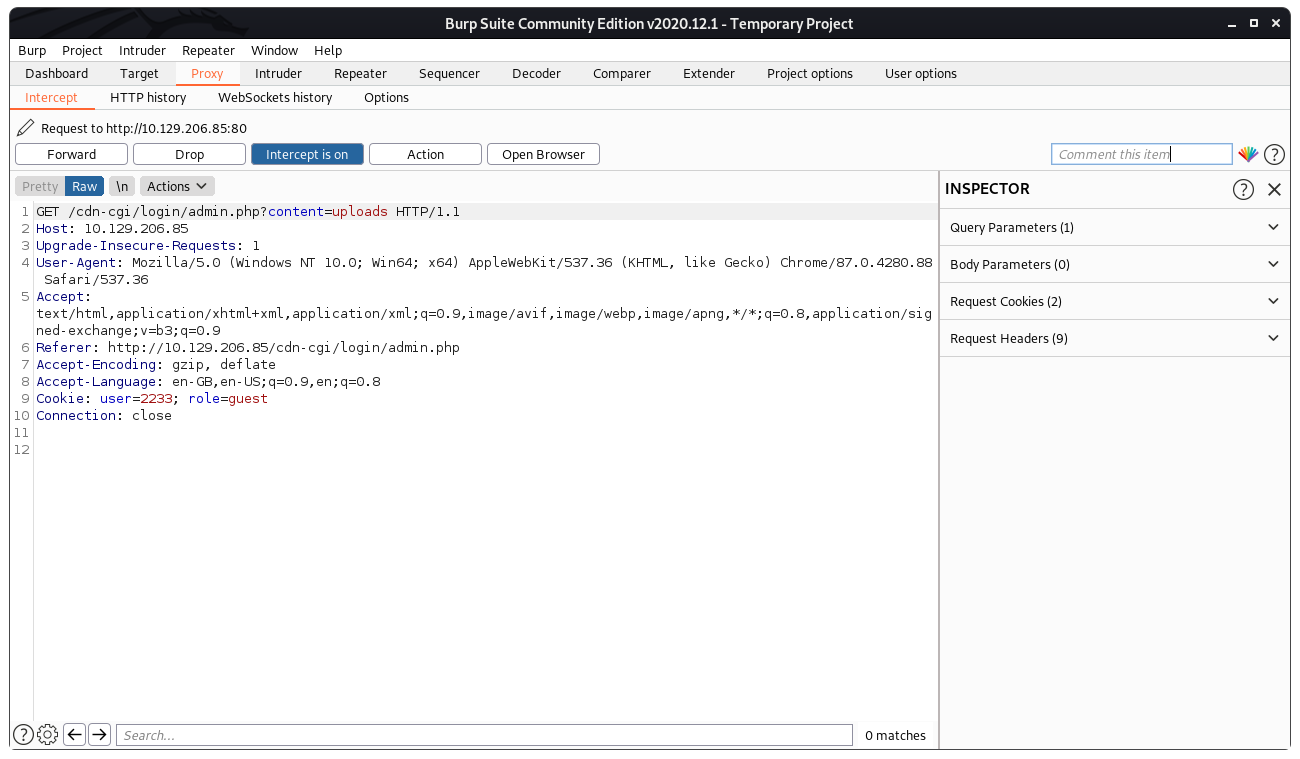 Burp Suite Community Edition v2020.12.1 - Temporary Project
Burp Project Intruder Repeater Window Help
Dashboard Target Proxy Intruder Repeater Sequencer Decoder Comparer Extender Project options User options
Intercept HTTP history WebSockets history Options
Request to http://10.129.206.85:80
Forward Drop Intercept is on Action Open Browser Comment this item ?
Pretty Raw \n Actions
INSPECTOR ?
1 GET /cdn-cgi/login/admin.php?content=uploads HTTP/1.1
2 Host: 10.129.206.85
3 Upgrade-Insecure-Requests: 1
4 User-Agent: Mozilla/5.0 (Windows NT 10.0; Win64; x64) AppleWebKit/537.36 (KHTML, like Gecko) Chrome/87.0.4280.88
Safari/537.36
5 Accept:
text/html,application/xhtml+xml,application/xml;q=0.9,image/avif,image/webp,image/apng,*/*;q=0.8,application/sig
ned-exchange;v=b3;q=0.9
6 Referer: http://10.129.206.85/cdn-cgi/login/admin.php
7 Accept-Encoding: gzip, deflate
8 Accept-Language: en-GB,en-US;q=0.9,en;q=0.8
9 Cookie: user=2233; role=guest
10 Connection: close
11
12
Query Parameters (1)
Body Parameters (0)
Request Cookies (2)
Request Headers (9)
? Search... 0 matches